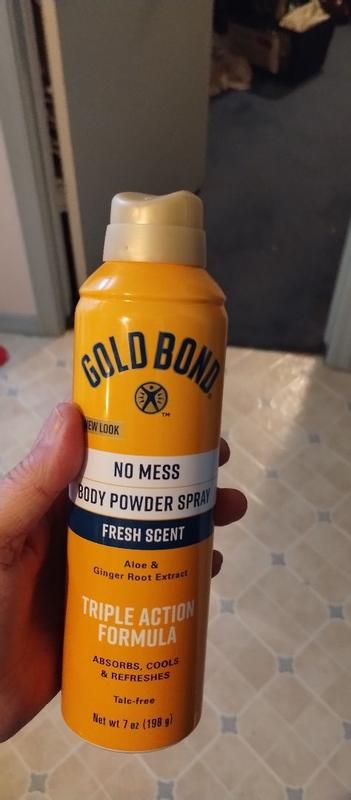 GOLD BOND®
™
NEW LOOK
NO MESS
BODY POWDER SPRAY
FRESH SCENT
Aloe &
Ginger Root Extract
TRIPLE ACTION
FORMULA
ABSORBS, COOLS
& REFRESHES
Talc-free
Net wt 7 oz (198 g)